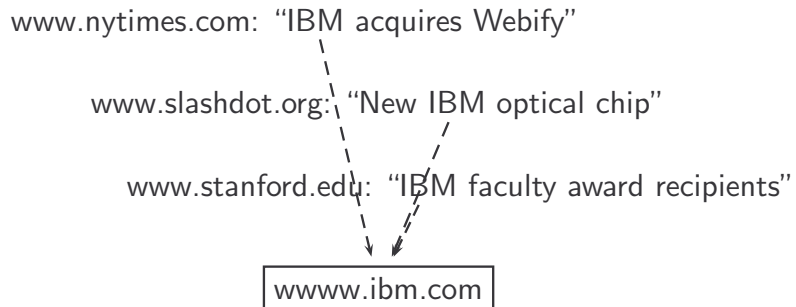 www.nytimes.com: “IBM acquires Webify”
www.slashdot.org: “New IBM optical chip”
www.stanford.edu: “IBM faculty award recipients”
wwww.ibm.com